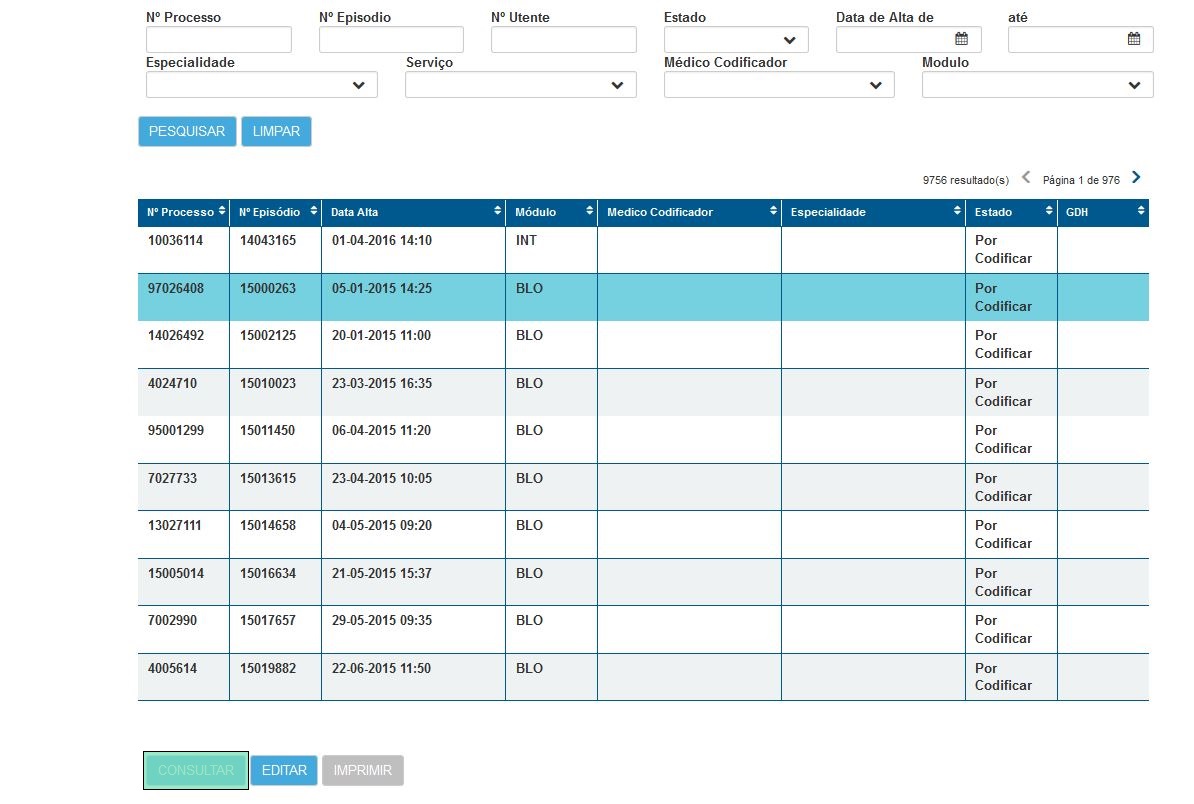 Nº Processo Nº Episodio Nº Utente Estado Data de Alta de até
Especialidade Serviço Médico Codificador Modulo
PESQUISAR LIMPAR
9756 resultado(s) Página 1 de 976
Nº Processo Nº Episódio Data Alta Módulo Medico Codificador Especialidade Estado GDH
10036114 14043165 01-04-2016 14:10 INT Por
Codificar
97026408 15000263 05-01-2015 14:25 BLO Por
Codificar
14026492 15002125 20-01-2015 11:00 BLO Por
Codificar
4024710 15010023 23-03-2015 16:35 BLO Por
Codificar
95001299 15011450 06-04-2015 11:20 BLO Por
Codificar
7027733 15013615 23-04-2015 10:05 BLO Por
Codificar
13027111 15014658 04-05-2015 09:20 BLO Por
Codificar
15005014 15016634 21-05-2015 15:37 BLO Por
Codificar
7002990 15017657 29-05-2015 09:35 BLO Por
Codificar
4005614 15019882 22-06-2015 11:50 BLO Por
Codificar
CONSULTAR EDITAR IMPRIMIR